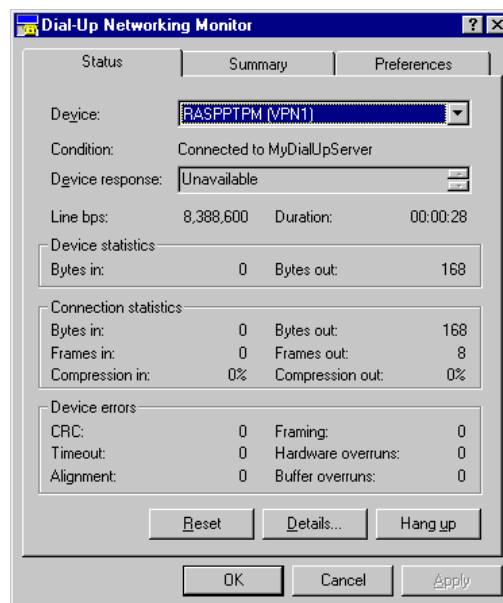 Dial-Up Networking Monitor
Status Summary Preferences
Device: RASPPTPM (VPN1)
Condition: Connected to MyDialUpServer
Device response: Unavailable
Line bps: 8,388,600 Duration: 00:00:28
Device statistics
Bytes in: 0 Bytes out: 168
Connection statistics
Bytes in: 0 Bytes out: 168
Frames in: 0 Frames out: 8
Compression in: 0% Compression out: 0%
Device errors
CRC: 0 Framing: 0
Timeout: 0 Hardware overruns: 0
Alignment: 0 Buffer overruns: 0
Reset Details... Hang up
OK Cancel Apply